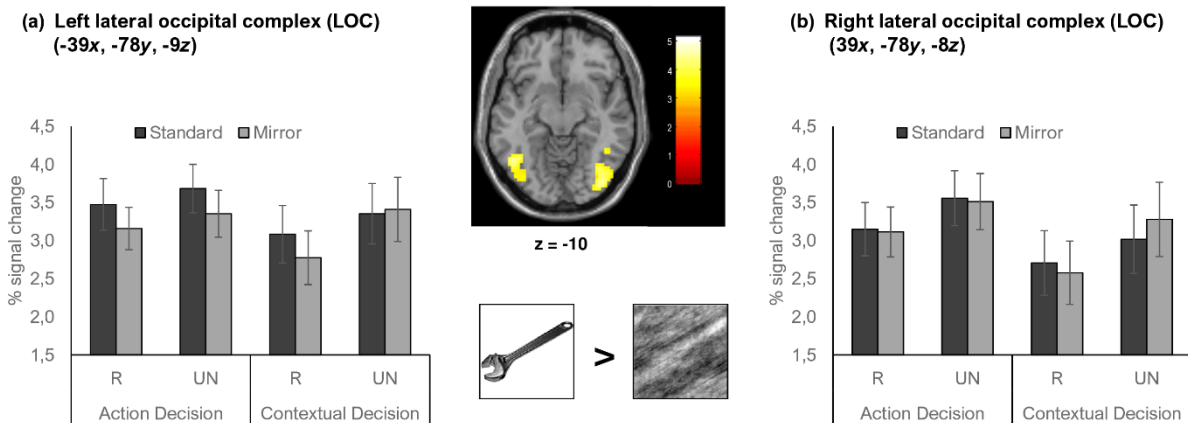 (a) Left lateral occipital complex (LOC)
(-39x, -78y, -9z)
% signal change
4,5
4,0
3,5
3,0
2,5
2,0
1,5
Standard
Mirror
R
UN
R
UN
Action Decision
Contextual Decision
5
4
3
2
1
0
z = -10
>
(b) Right lateral occipital complex (LOC)
(39x, -78y, -8z)
% signal change
4,5
4,0
3,5
3,0
2,5
2,0
1,5
Standard
Mirror
R
UN
R
UN
Action Decision
Contextual Decision